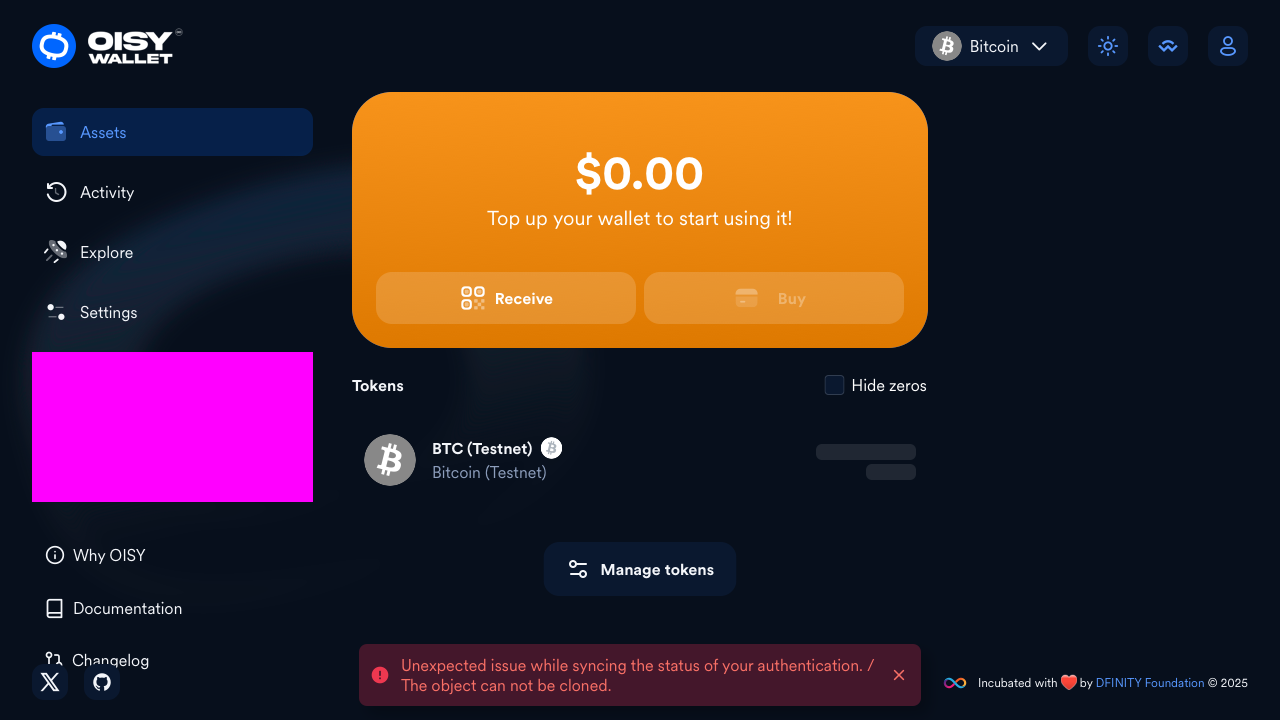 OISY
WALLET
Bitcoin
Assets
Activity
Explore
Settings
$0.00
Top up your wallet to start using it!
Receive
Buy
Tokens
Hide zeros
BTC (Testnet)
Bitcoin (Testnet)
Manage tokens
Why OISY
Documentation
Changelog
Unexpected issue while syncing the status of your authentication. /
The object can not be cloned.
Incubated with ❤️ by DFINITY Foundation © 2025